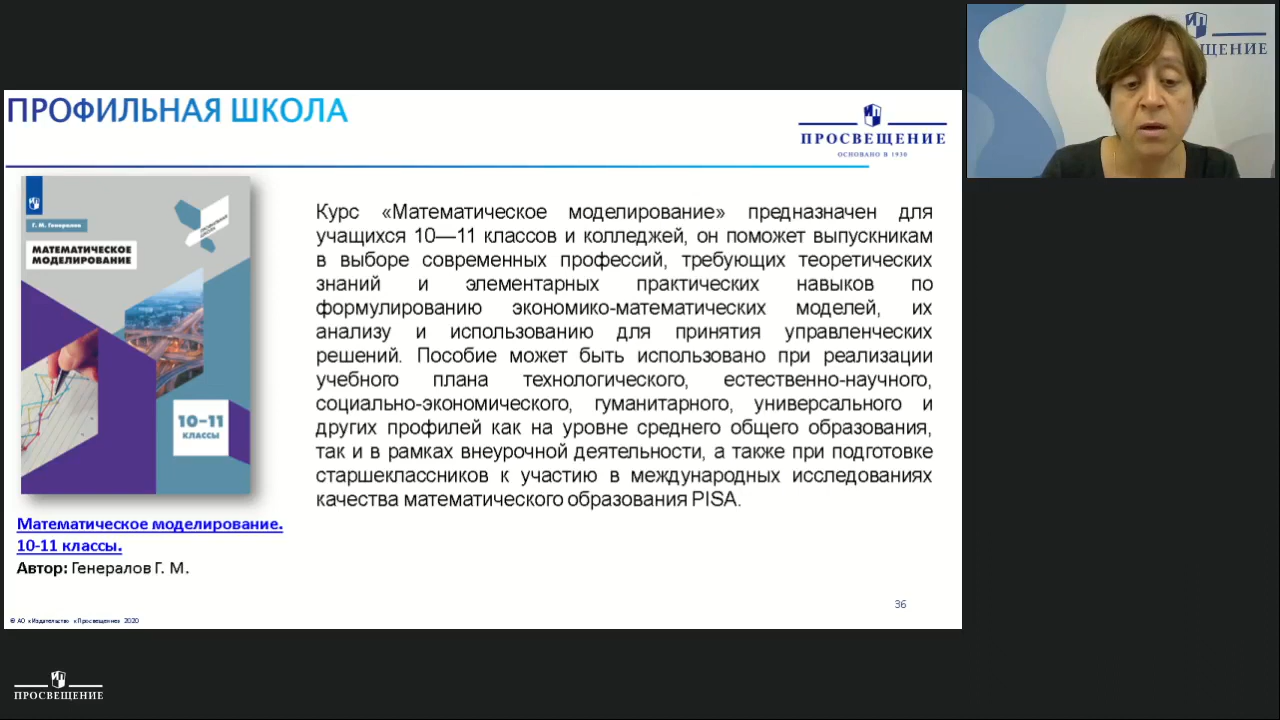 ПРОФИЛЬНАЯ ШКОЛА
ПРОСВЕЩЕНИЕ
ОСНОВАНО В 1930
Г. М. Генералов
МАТЕМАТИЧЕСКОЕ
МОДЕЛИРОВАНИЕ
ПРОФИЛЬНАЯ
ШКОЛА
10–11
КЛАССЫ
Математическое моделирование.
10-11 классы.
Автор: Генералов Г. М.
Курс «Математическое моделирование» предназначен для
учащихся 10—11 классов и колледжей, он поможет выпускникам
в выборе современных профессий, требующих теоретических
знаний и элементарных практических навыков по
формулированию экономико-математических моделей, их
анализу и использованию для принятия управленческих
решений. Пособие может быть использовано при реализации
учебного плана технологического, естественно-научного,
социально-экономического, гуманитарного, универсального и
других профилей как на уровне среднего общего образования,
так и в рамках внеурочной деятельности, а также при подготовке
старшеклассников к участию в международных исследованиях
качества математического образования PISA.
36
© АО «Издательство «Просвещение» 2020
ЩЕНИЕ
ПРОСВЕЩЕНИЕ